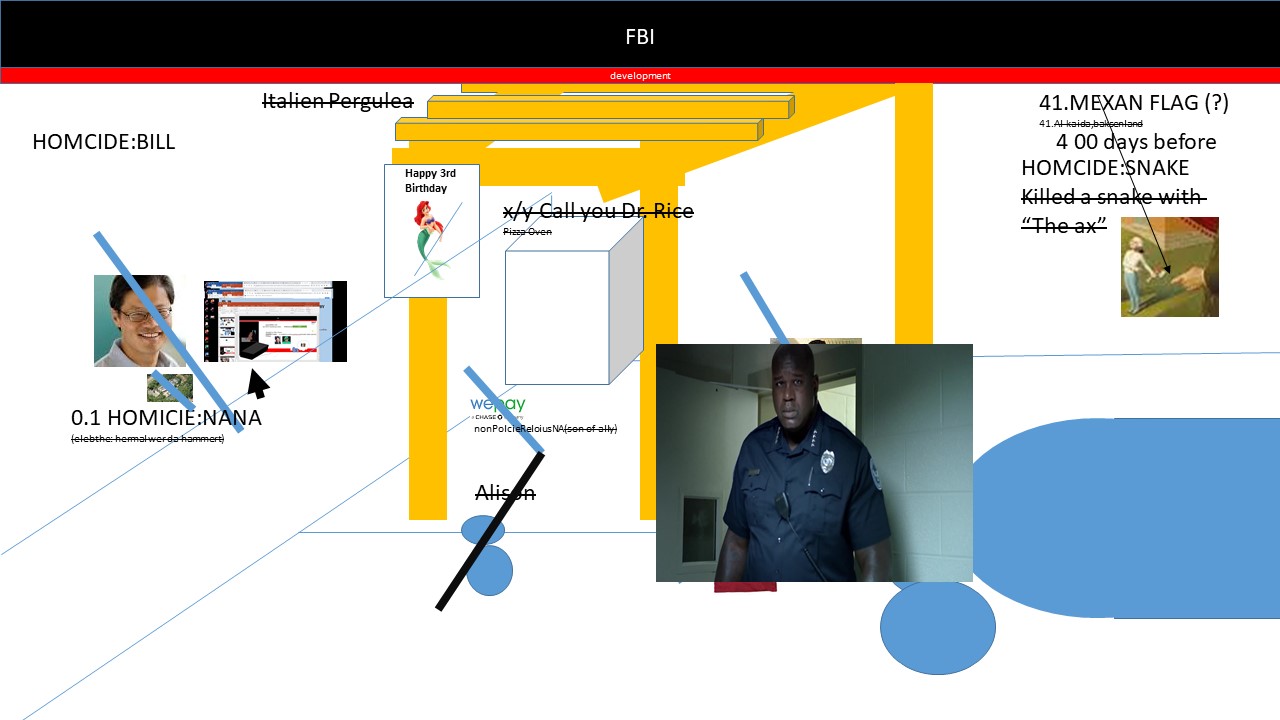 FBI
development
Italien Pergulea
HOMCIDE:BILL
Happy 3rd
Birthday
x/y Call you Dr. Rice
Pizza Oven
41.MEXAN FLAG (?)
41.Al-kaida,baksenland
4 00 days before
HOMCIDE:SNAKE
Killed a snake with
“The ax”
0.1 HOMICIE:NANA
(elebthe: hermal wer da hammert)
wepay
a CHASE
nonPolcieReloiusNA(son of ally)
Alison